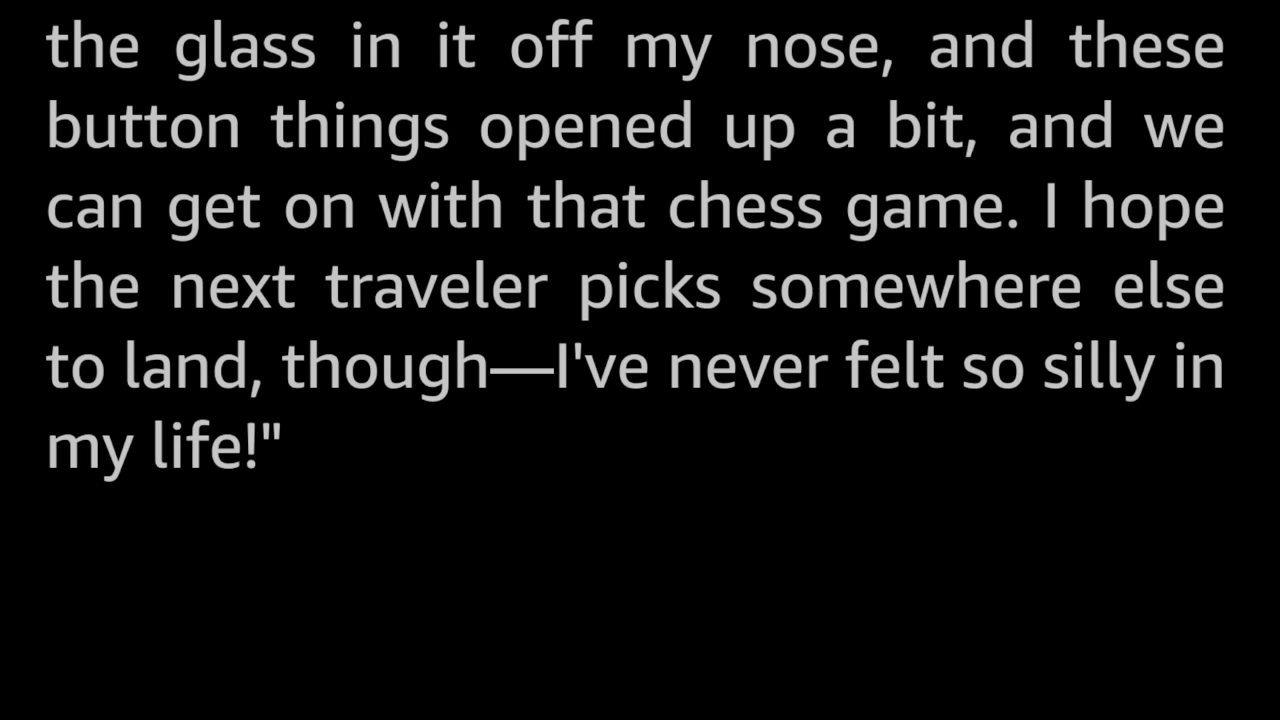 the glass in it off my nose, and these
button things opened up a bit, and we
can get on with that chess game. I hope
the next traveler picks somewhere else
to land, though—I've never felt so silly in
my life!"